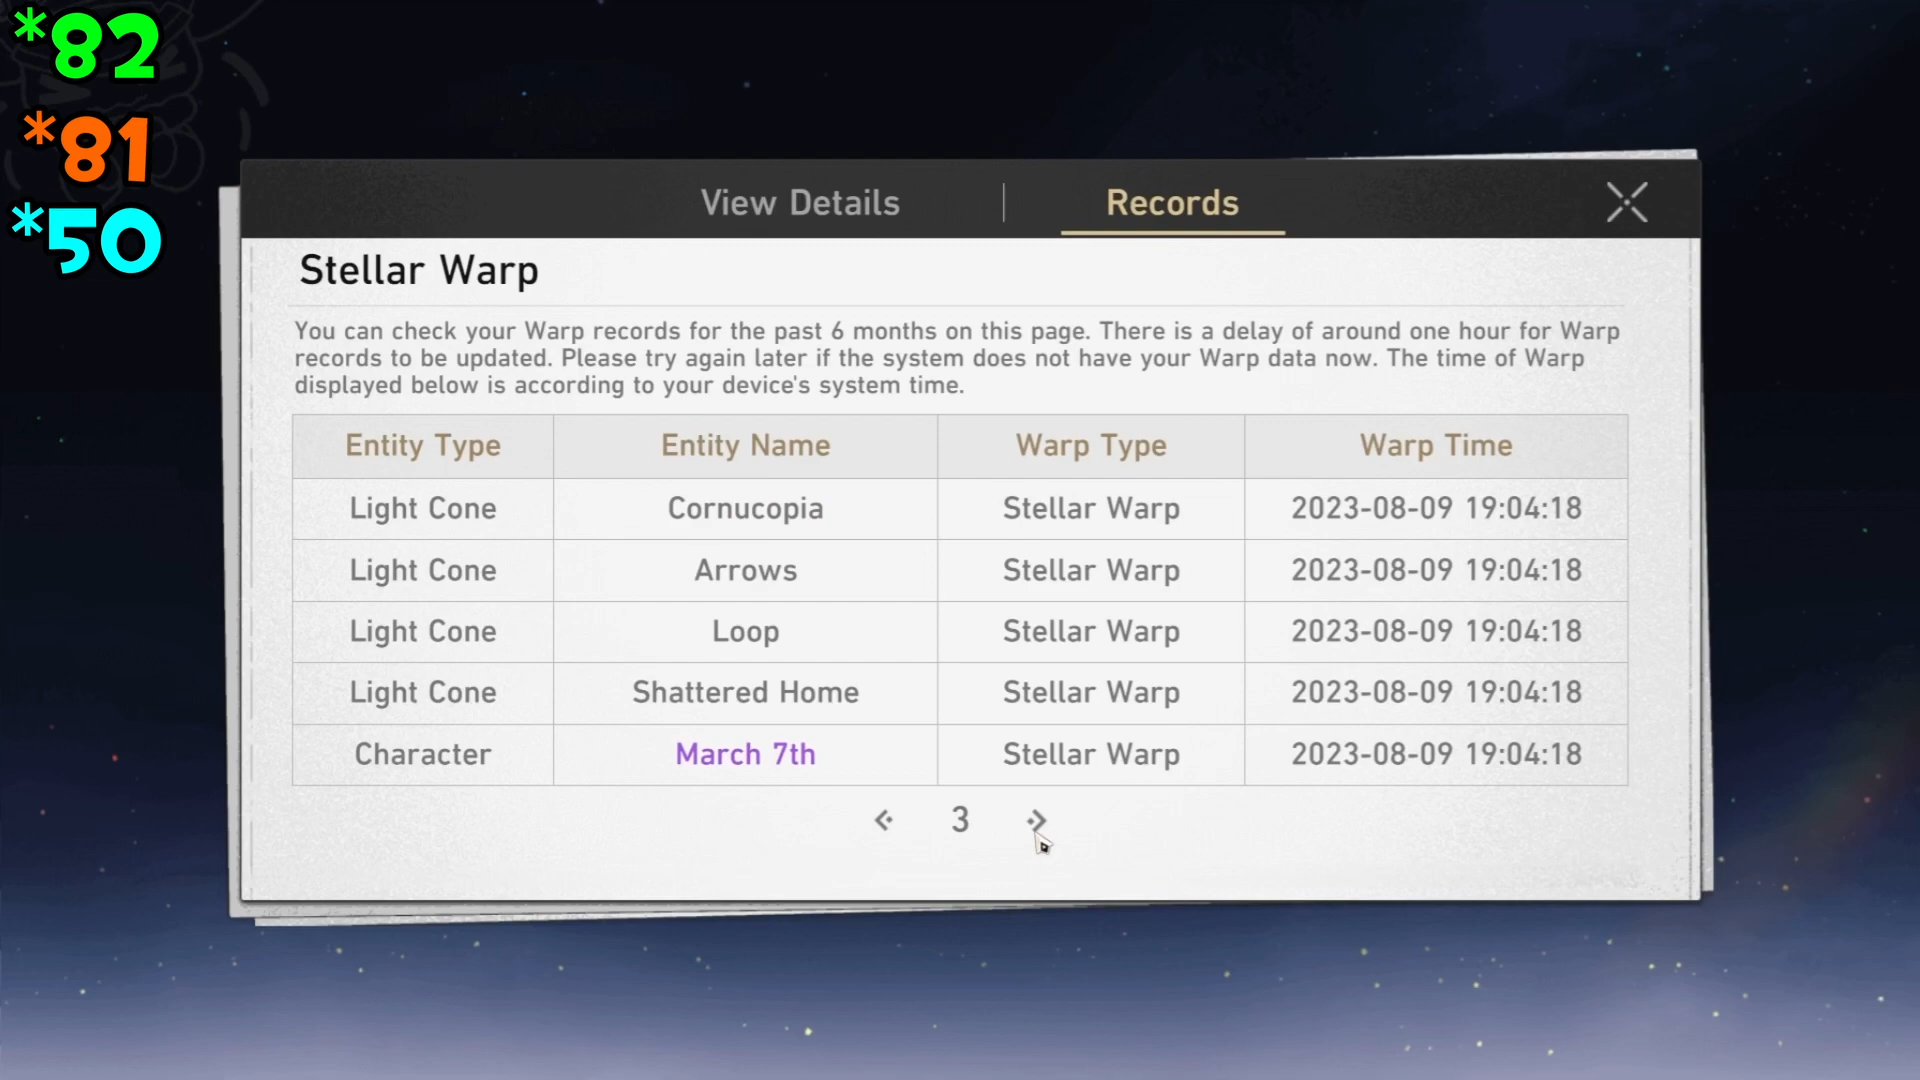 *82
*81
*50
View Details
Records
Stellar Warp
You can check your Warp records for the past 6 months on this page. There is a delay of around one hour for Warp
records to be updated. Please try again later if the system does not have your Warp data now. The time of Warp
displayed below is according to your device's system time.
Entity Type Entity Name Warp Type Warp Time
Light Cone Cornucopia Stellar Warp 2023-08-09 19:04:18
Light Cone Arrows Stellar Warp 2023-08-09 19:04:18
Light Cone Loop Stellar Warp 2023-08-09 19:04:18
Light Cone Shattered Home Stellar Warp 2023-08-09 19:04:18
Character March 7th Stellar Warp 2023-08-09 19:04:18
3